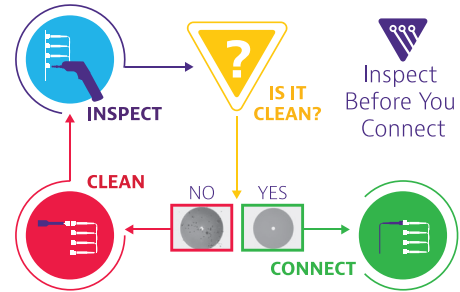 ?
INSPECT
IS IT
CLEAN?
Inspect
Before You
Connect
CLEAN
NO
YES
CONNECT